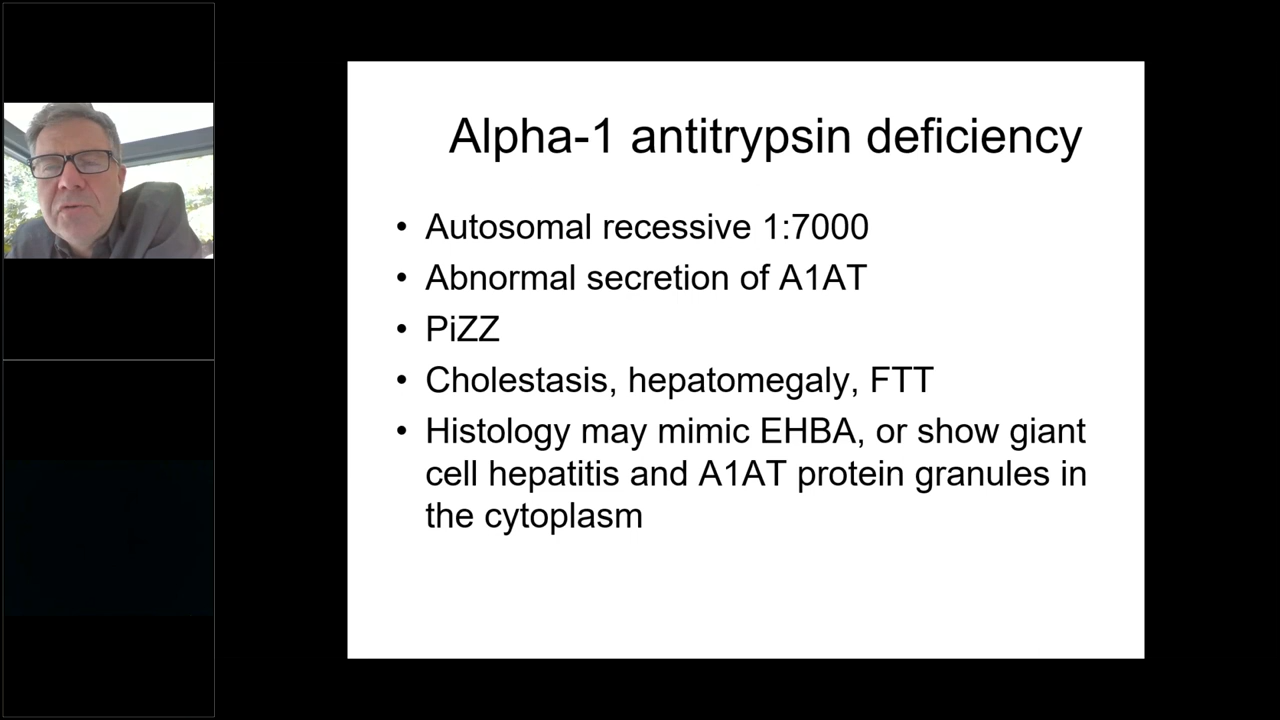 Alpha-1 antitrypsin deficiency
• Autosomal recessive 1:7000
• Abnormal secretion of A1AT
• PiZZ
• Cholestasis, hepatomegaly, FTT
• Histology may mimic EHBA, or show giant
cell hepatitis and A1AT protein granules in
the cytoplasm